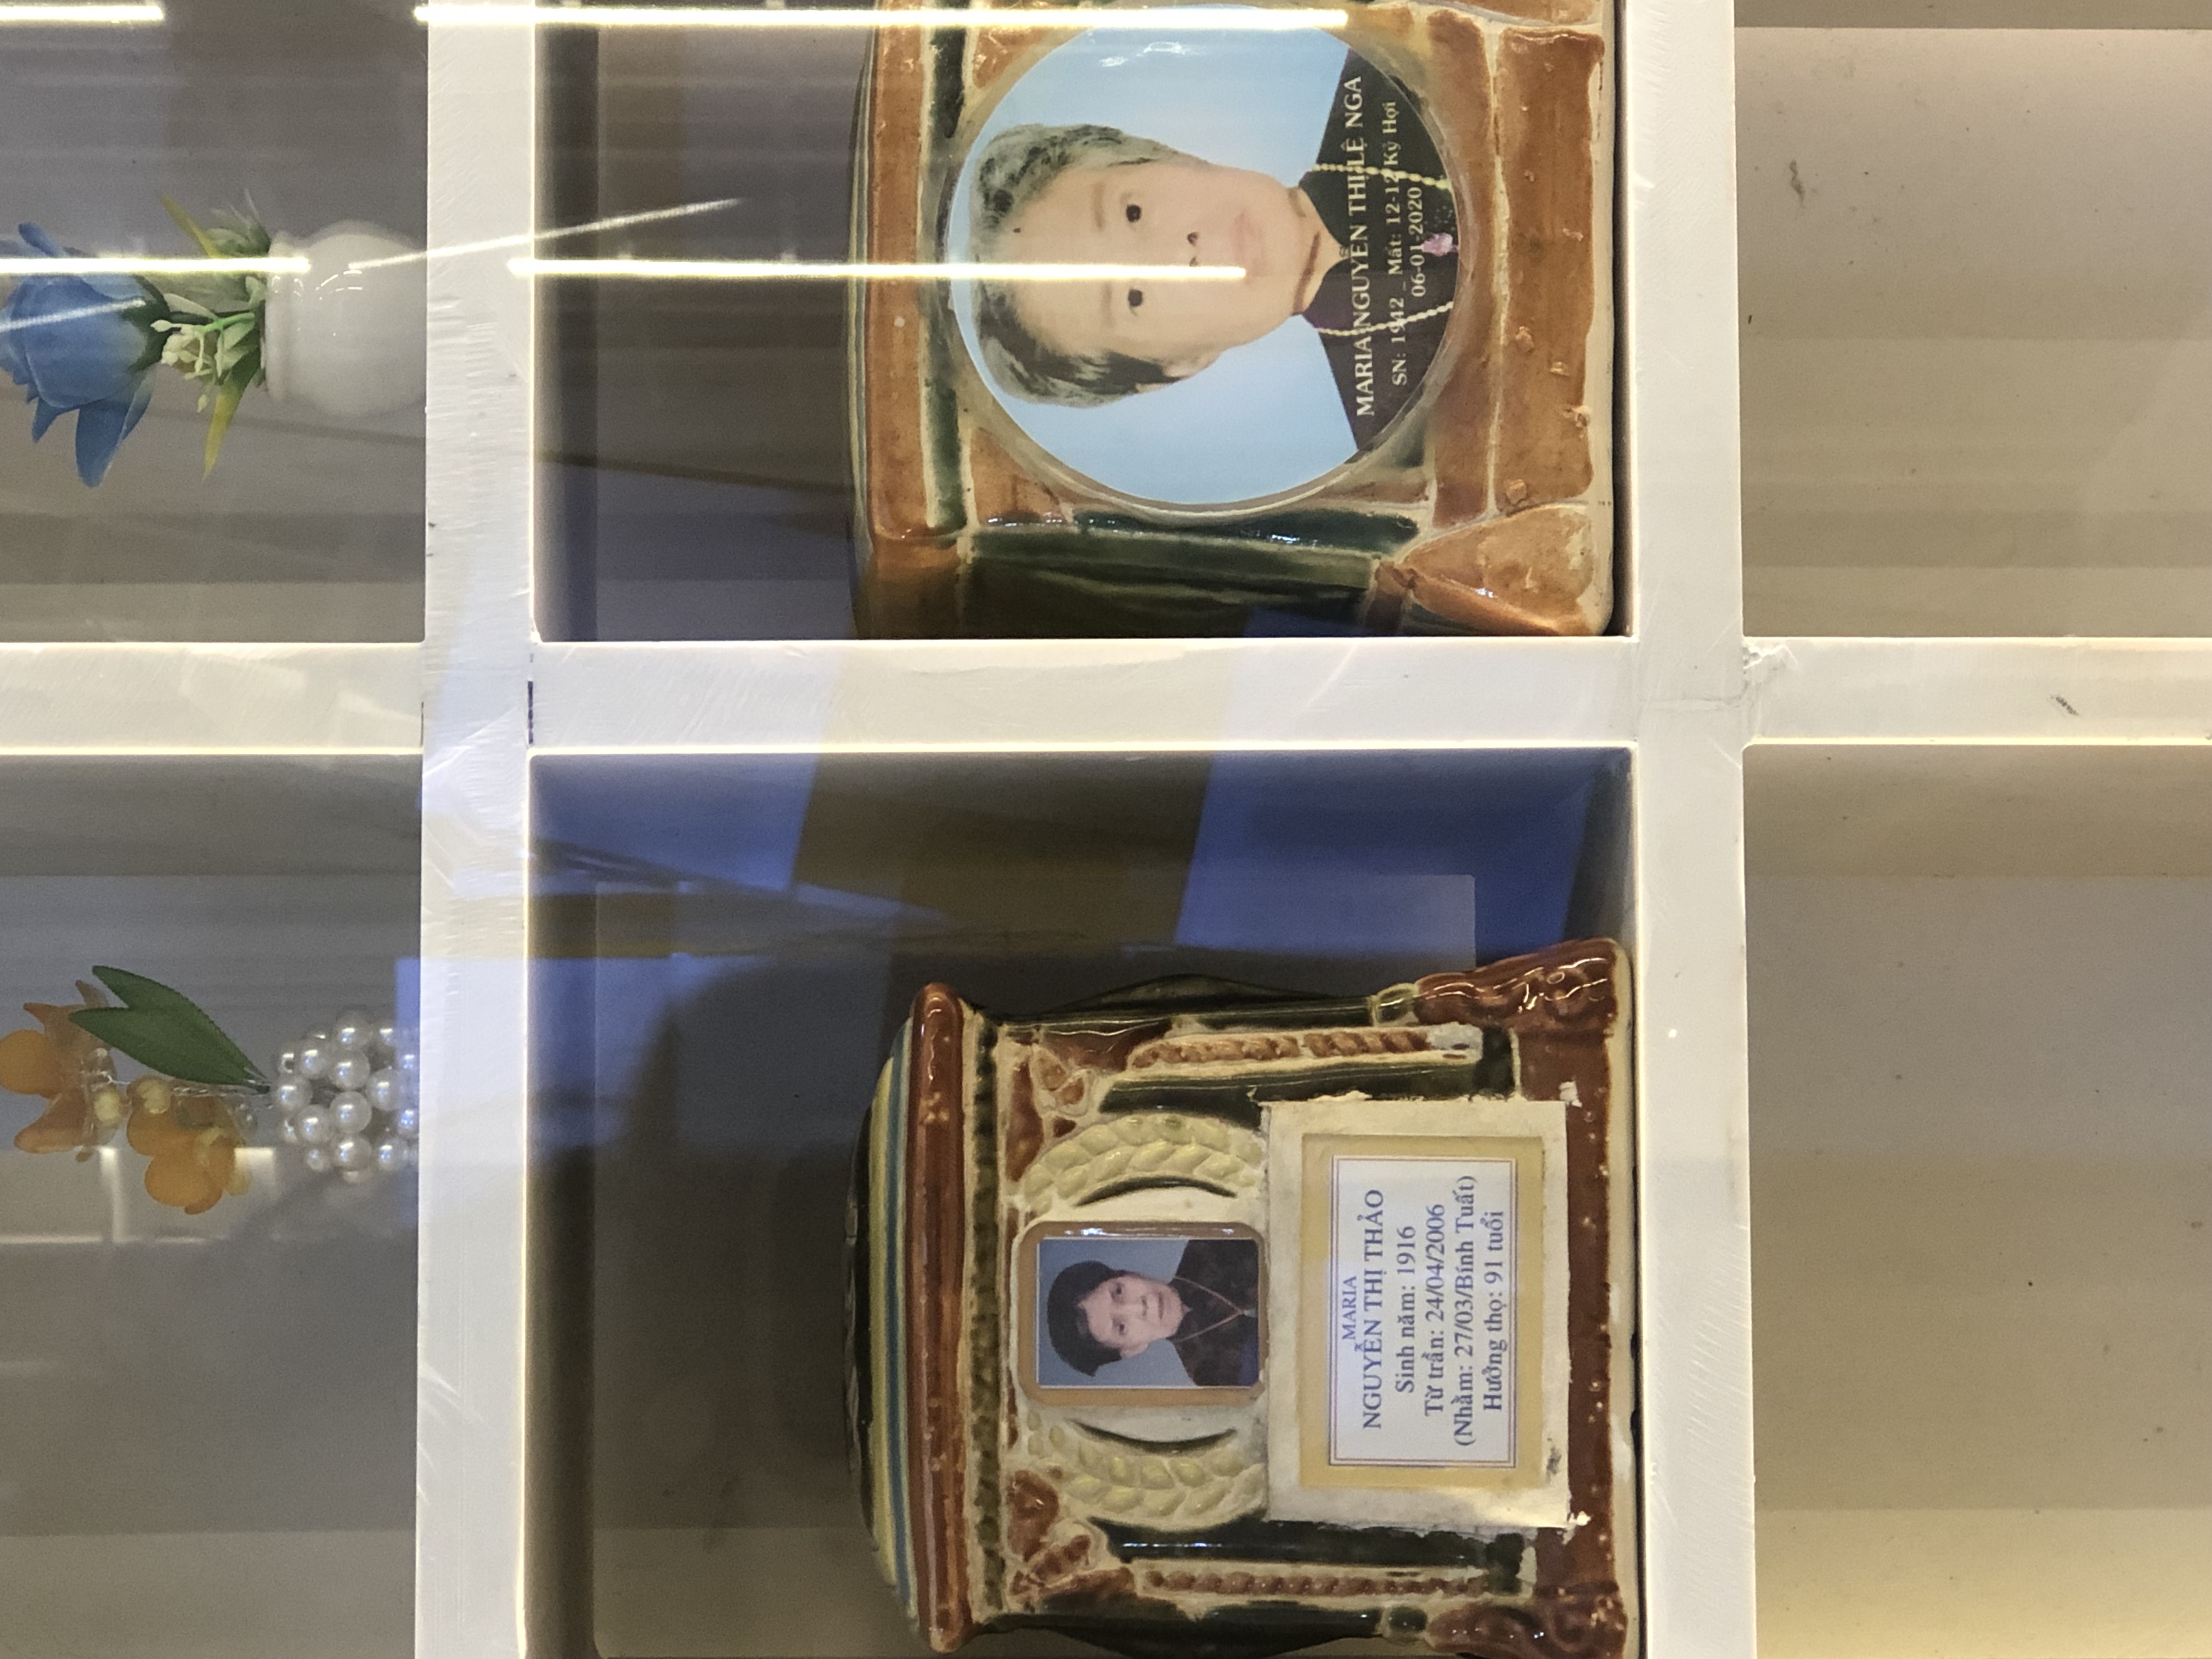 MARIA
NGUYỄN THỊ THẢO
Sinh năm: 1916
Từ trần: 24/04/2006
(Nhằm: 27/03/Bính Tuất)
Hưởng thọ: 91 tuổi
MARIA NGUYỄN THỊ LỆ NGA
SN: 1942 _ Mất: 12-12 Kỷ Hợi
06-01-2020